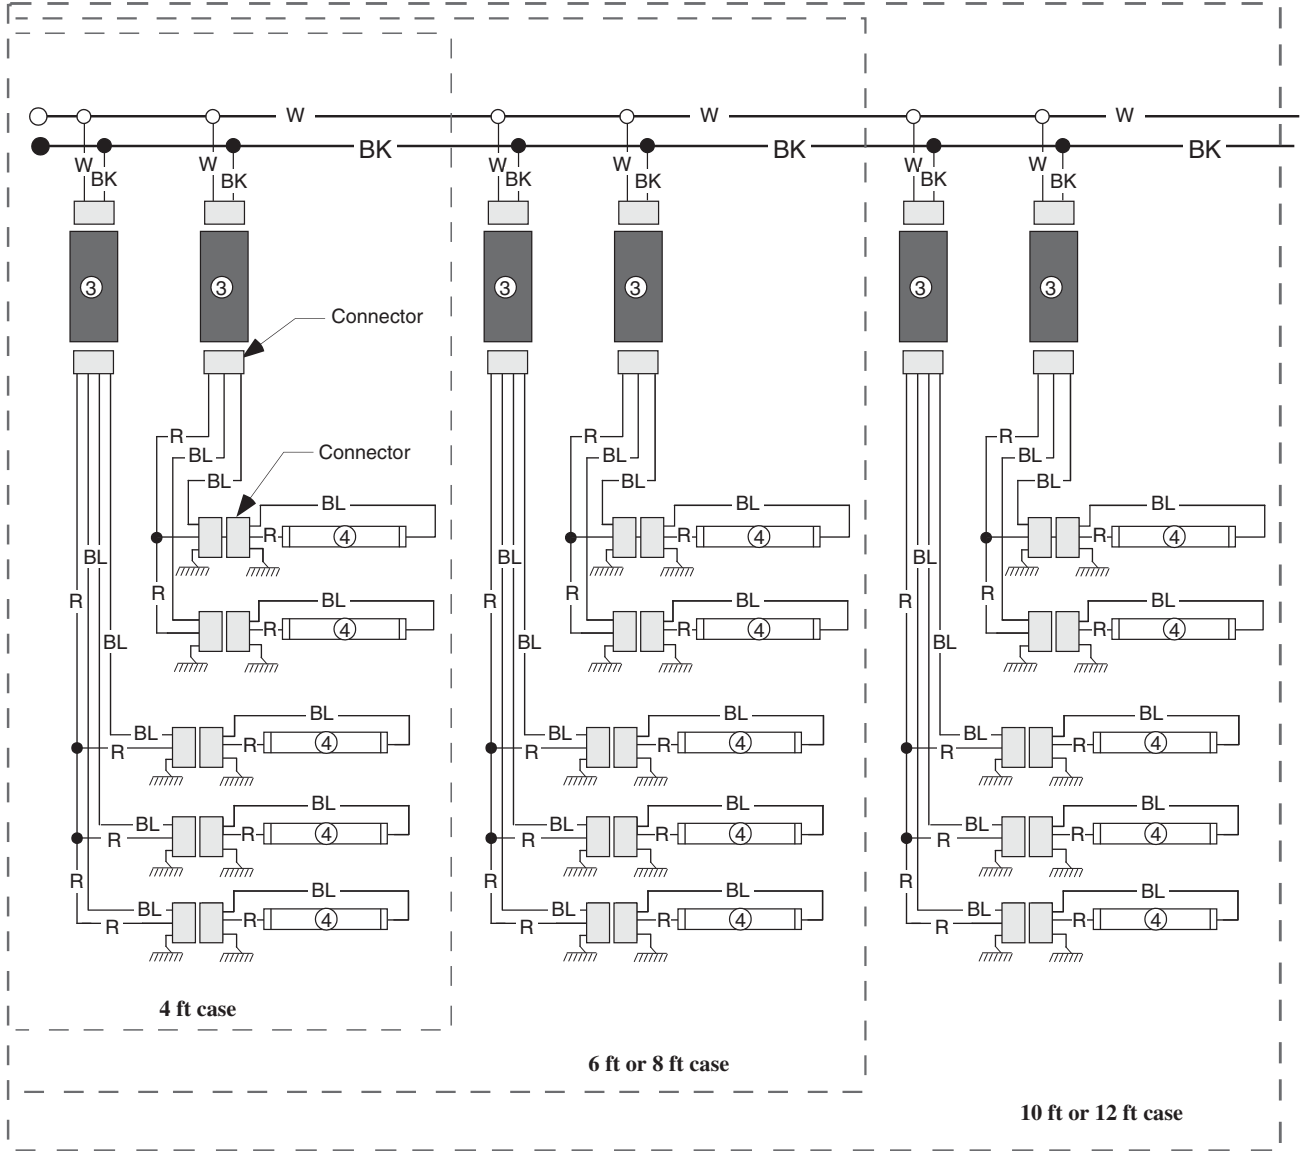 W W W
BK BK BK
W W W W W W
BK BK BK BK BK BK
3 3 3 3 3 3
Connector
R R R
BL BL BL
Connector
BL BL BL
BL BL BL
R 4 R 4 R 4
BL BL BL
R R R R R R
BL BL BL
R 4 R 4 R 4
BL BL BL
BL BL BL
BL BL BL
R R 4 R R 4 R R 4
BL BL BL
BL BL BL
R R 4 R R 4 R R 4
R R R
BL BL BL
BL BL BL
R R 4 R R 4 R R 4
4 ft case
6 ft or 8 ft case
10 ft or 12 ft case